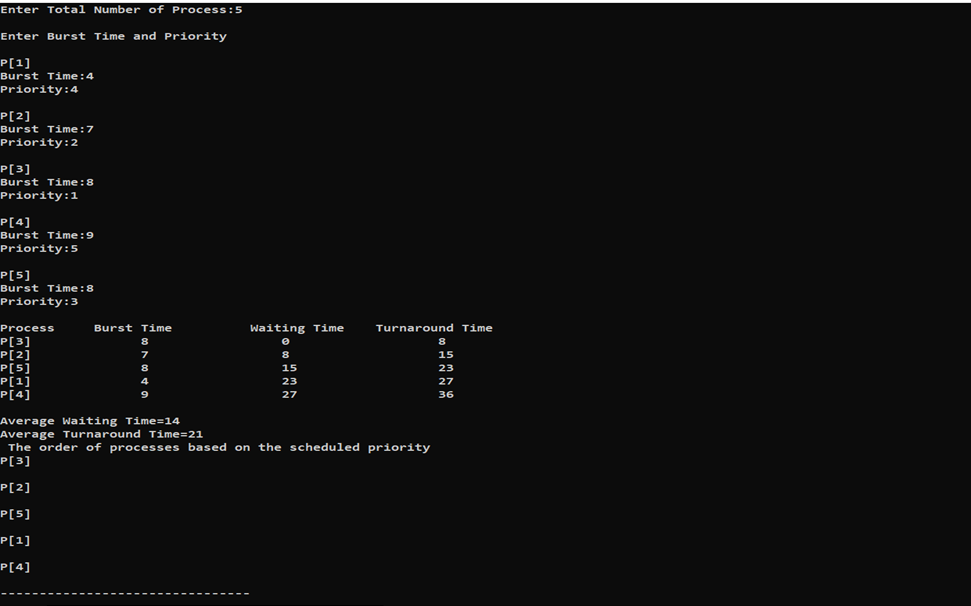 Enter Total Number of Process:5
Enter Burst Time and Priority
P[1]
Burst Time:4
Priority:4
P[2]
Burst Time:7
Priority:2
P[3]
Burst Time:8
Priority:1
P[4]
Burst Time:9
Priority:5
P[5]
Burst Time:8
Priority:3
Process Burst Time Waiting Time Turnaround Time
P[3] 8 0 8
P[2] 7 8 15
P[5] 8 15 23
P[1] 4 23 27
P[4] 9 27 36
Average Waiting Time=14
Average Turnaround Time=21
The order of processes based on the scheduled priority
P[3]
P[2]
P[5]
P[1]
P[4]
--------------------------------